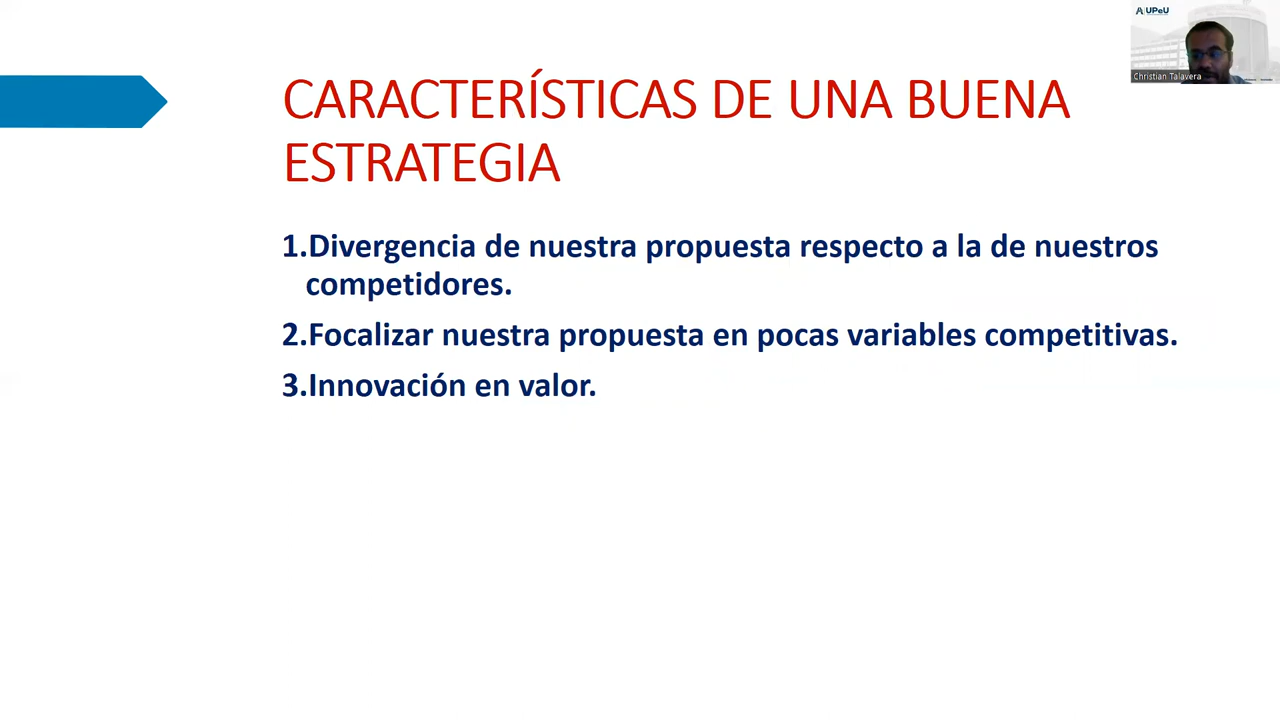 UPeU
Christian Talavera
CARACTERÍSTICAS DE UNA BUENA
ESTRATEGIA
1.Divergencia de nuestra propuesta respecto a la de nuestros
competidores.
2.Focalizar nuestra propuesta en pocas variables competitivas.
3.Innovación en valor.